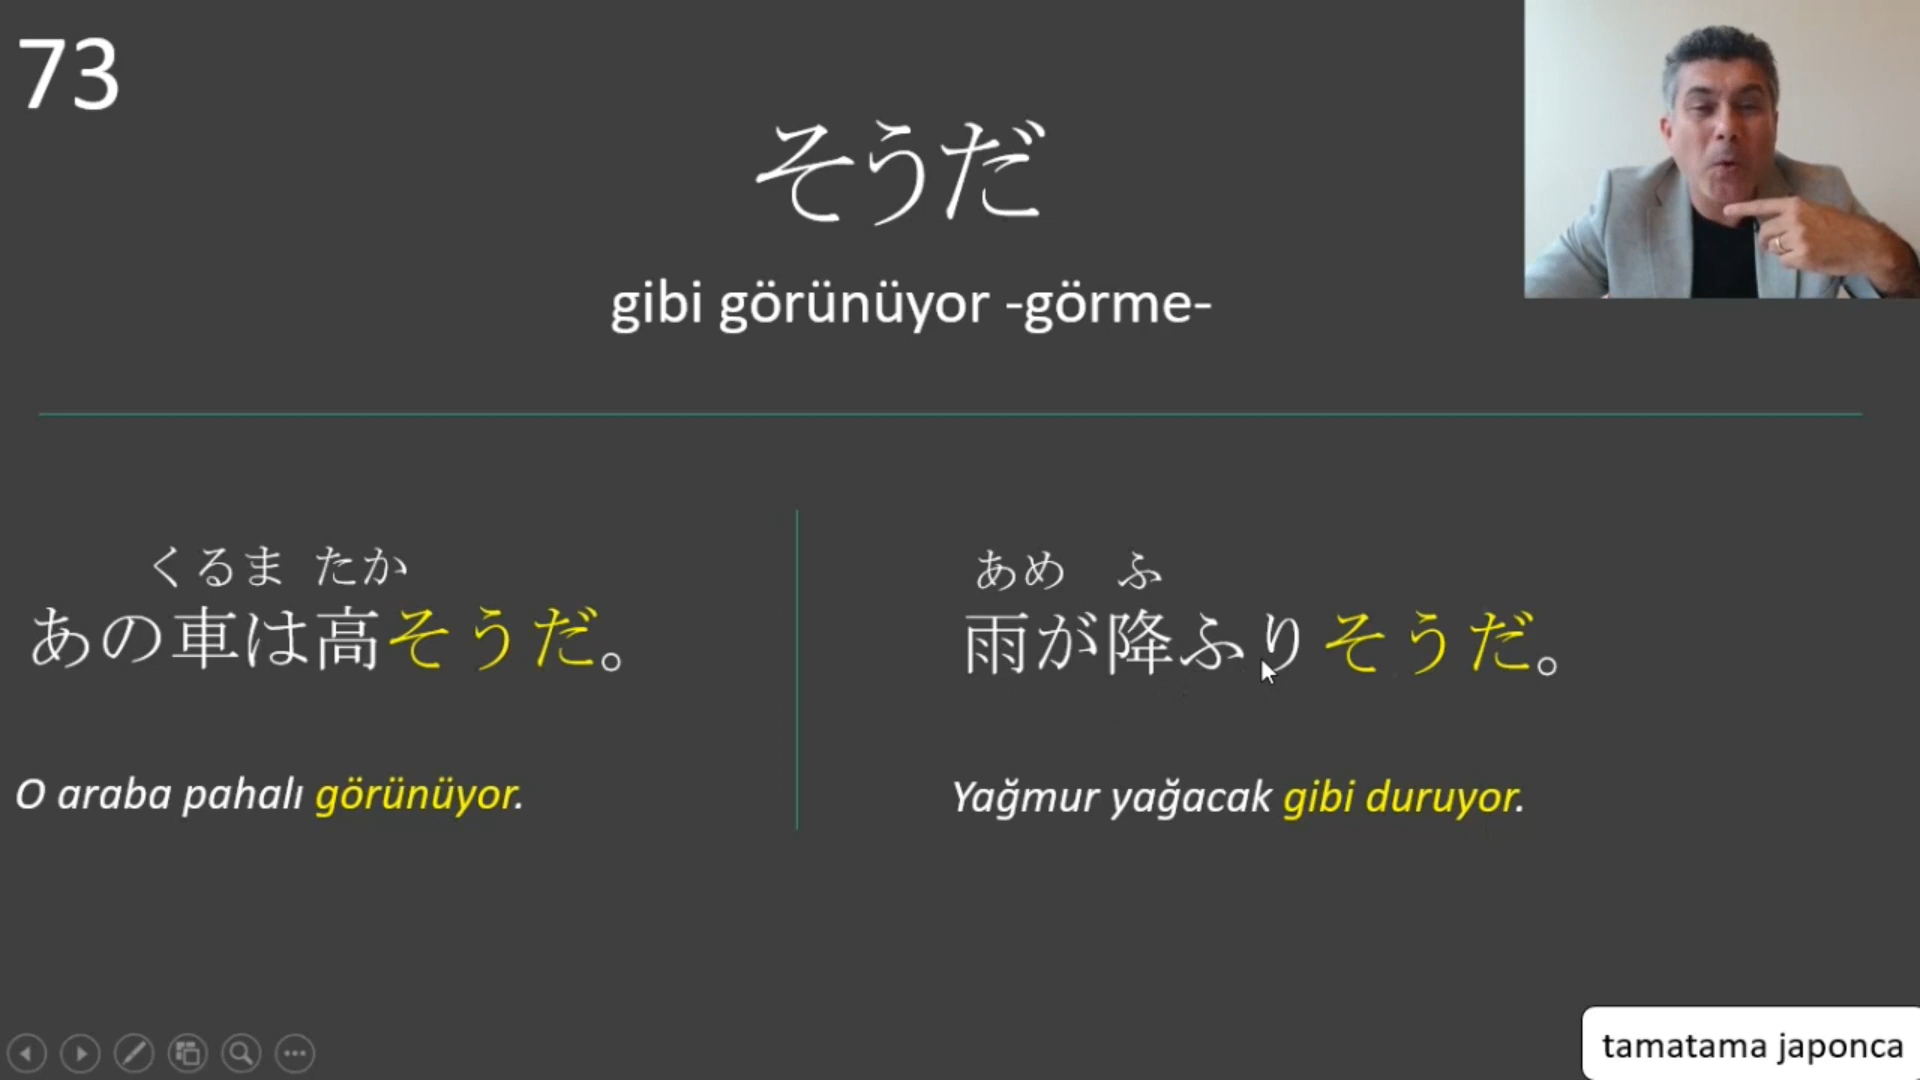 73
そうだ
gibi görünüyor -görme-
くるま たか
あの車は高そうだ。
O araba pahalı görünüyor.
あめ ふ
雨が降ふりそうだ。
Yağmur yağacak gibi duruyor.
tamatama japonca